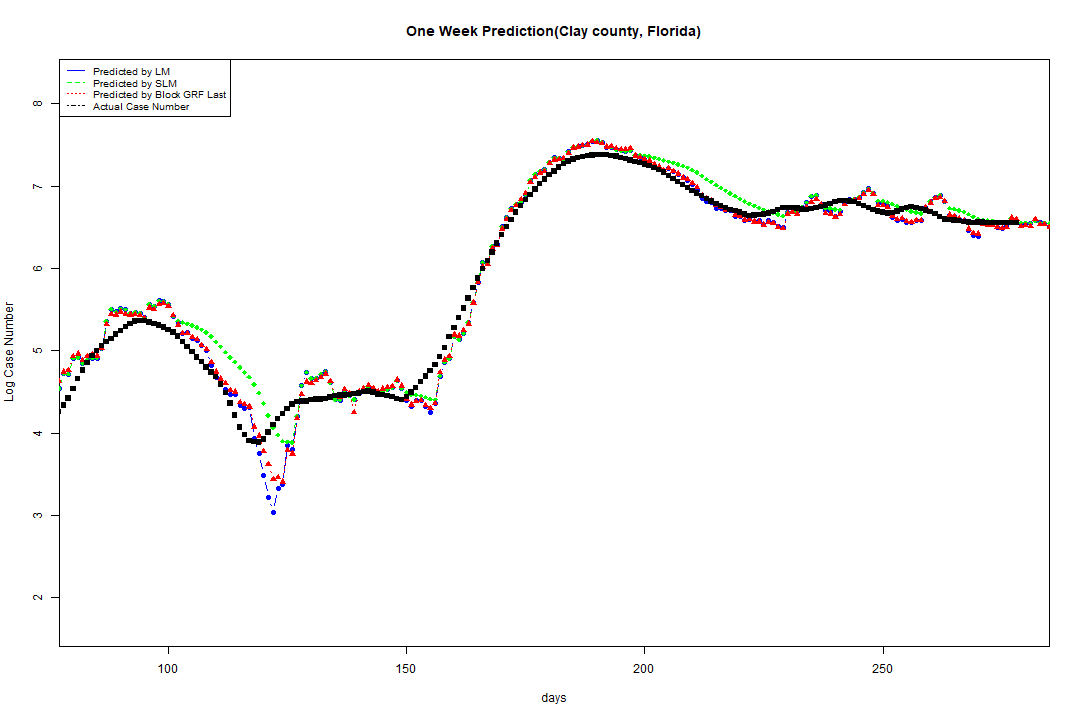 One Week Prediction(Clay county, Florida)
Predicted by LM
Predicted by SLM
Predicted by Block GRF Last
Actual Case Number
8
7
6
5
4
3
2
Log Case Number
100 150 200 250
days